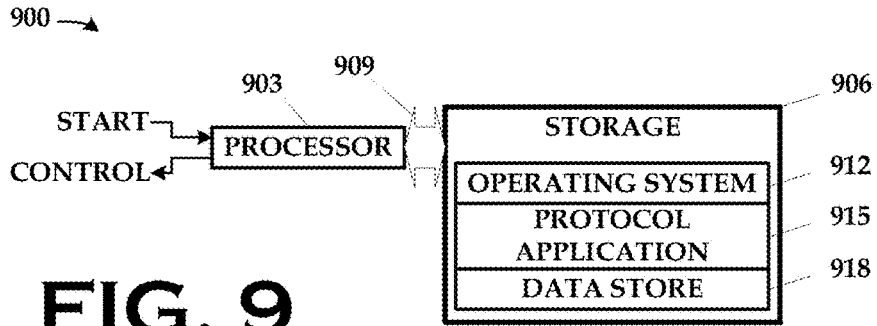 900
903
909
906
START
PROCESSOR
CONTROL
STORAGE
OPERATING SYSTEM
912
PROTOCOL
APPLICATION
915
DATA STORE
918
FIG. 9